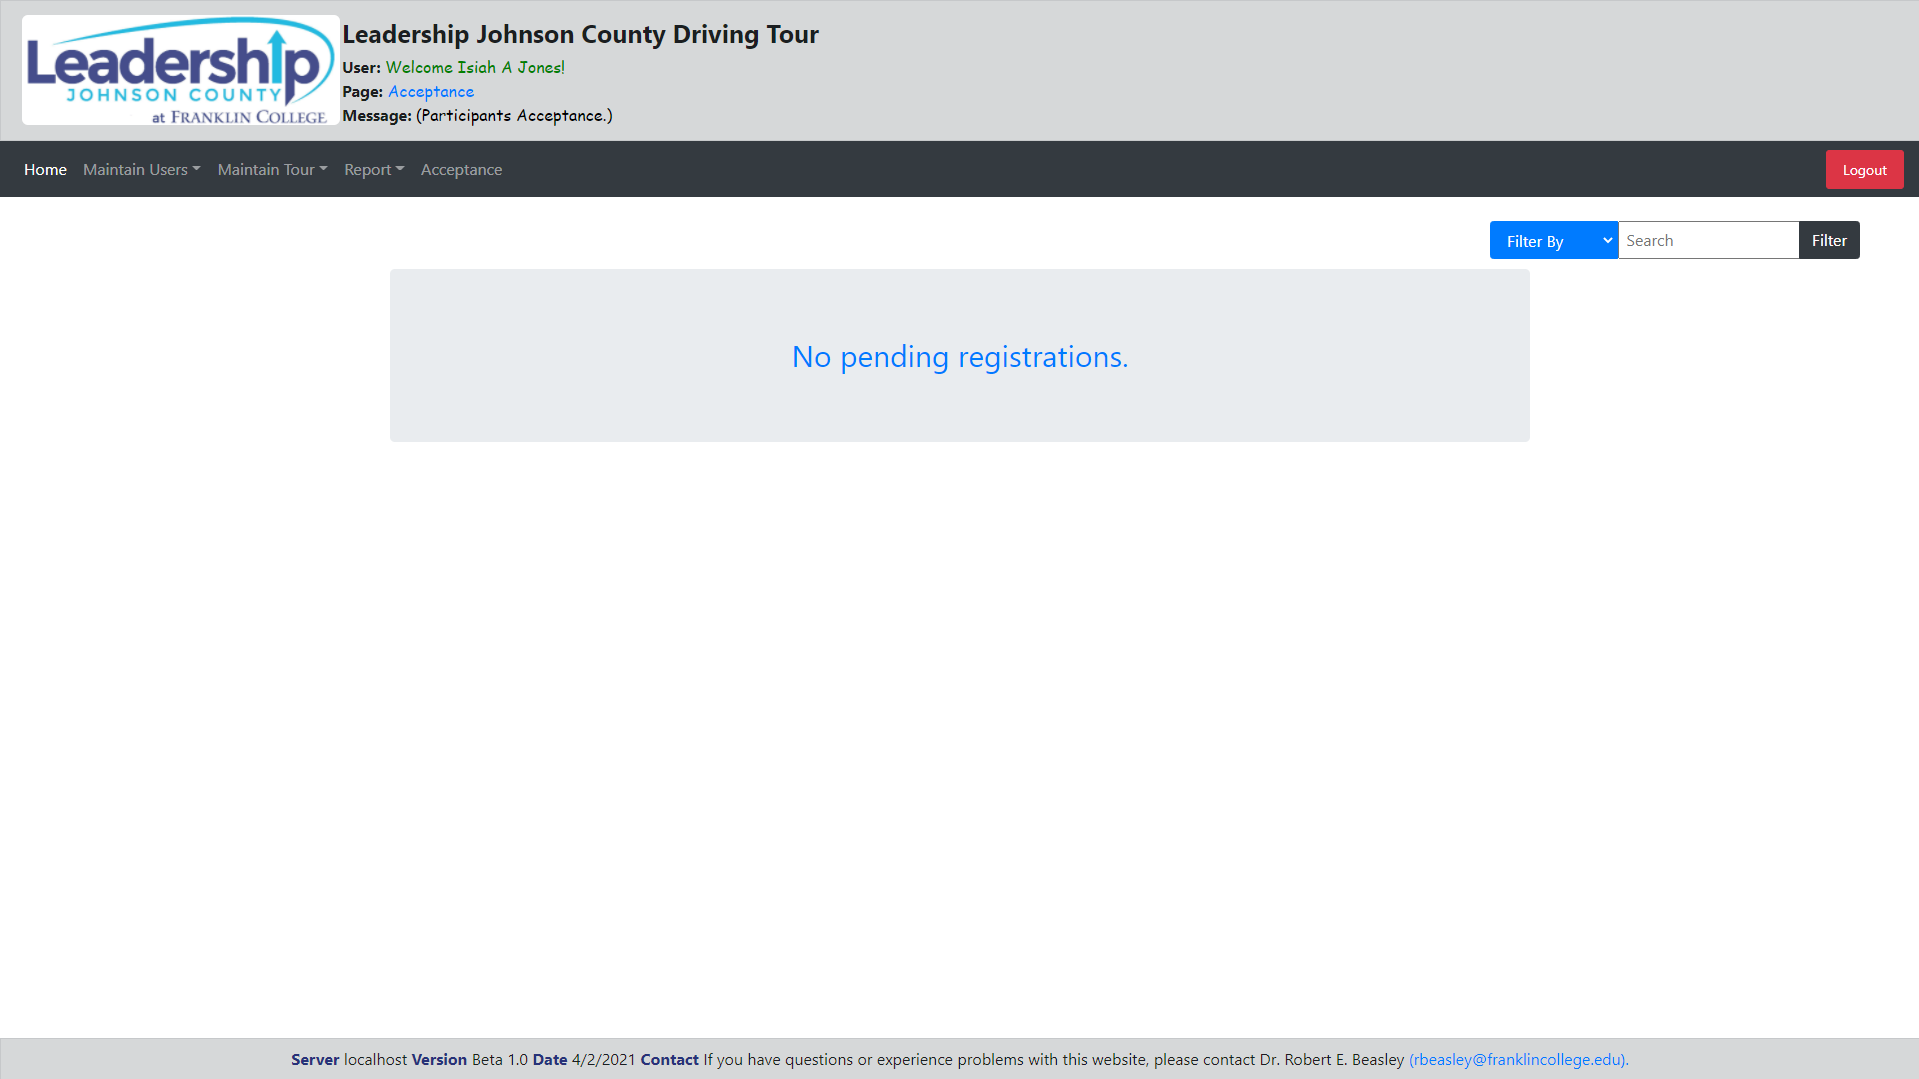 Leadership
JOHNSON COUNTY
at FRANKLIN COLLEGE
Leadership Johnson County Driving Tour
User: Welcome Isiah A Jones!
Page: Acceptance
Message: (Participants Acceptance.)
Home Maintain Users Maintain Tour Report Acceptance Logout
Filter By Search Filter
No pending registrations.
Server localhost Version Beta 1.0 Date 4/2/2021 Contact If you have questions or experience problems with this website, please contact Dr. Robert E. Beasley (rbeasley@franklincollege.edu).